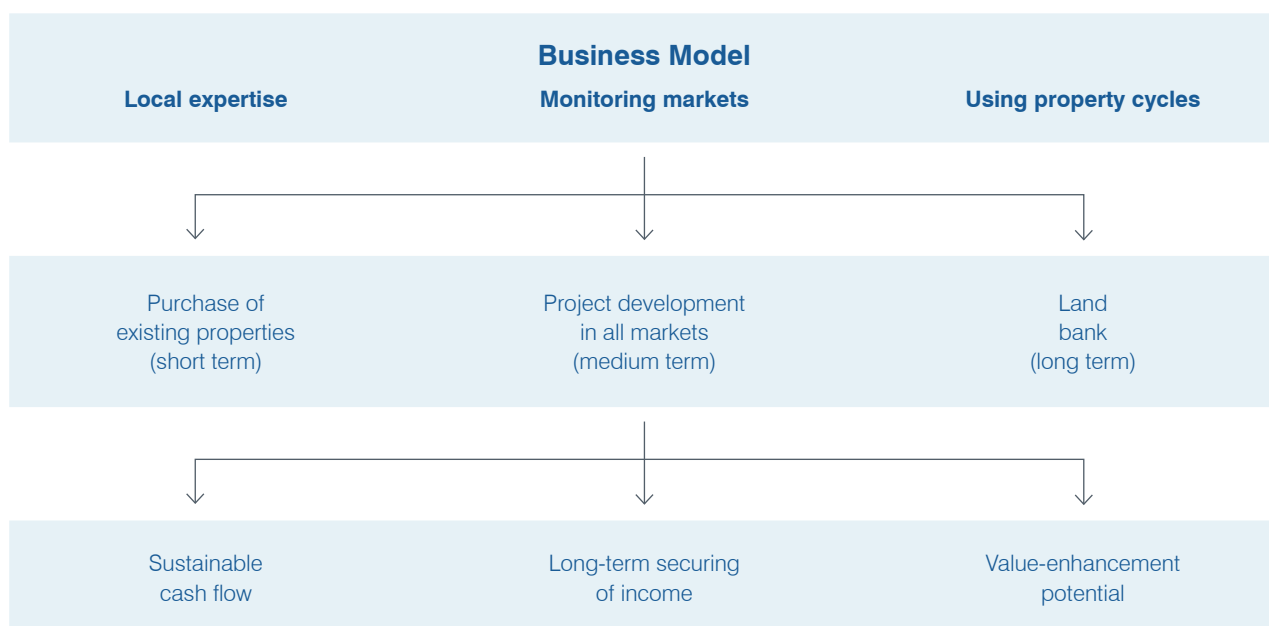 Business Model
Local expertise
Monitoring markets
Using property cycles
Purchase of
existing properties
(short term)
Project development
in all markets
(medium term)
Land
bank
(long term)
Sustainable
cash flow
Long-term securing
of income
Value-enhancement
potential